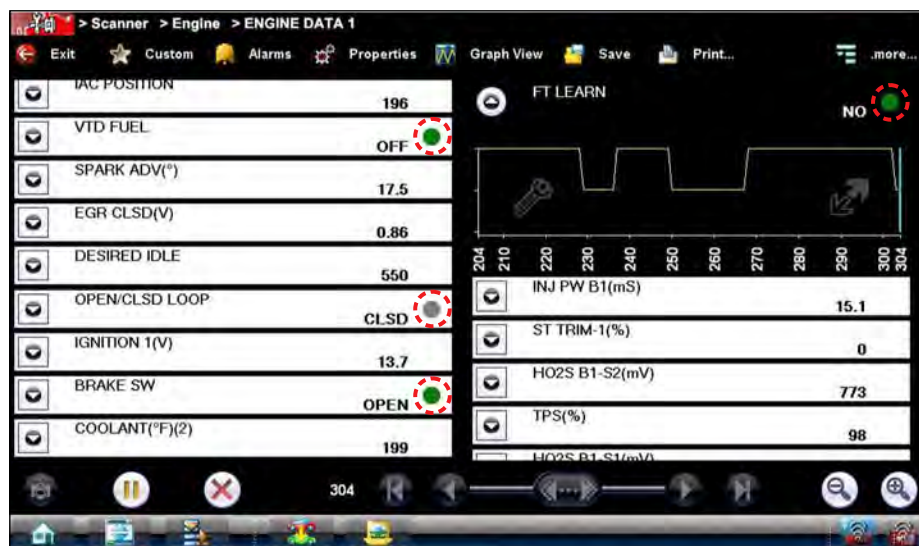 > Scanner > Engine > ENGINE DATA 1
Exit Custom Alarms Properties Graph View Save Print... .more...
IAC POSITION
196
VTD FUEL
OFF
SPARK ADV(°)
17.5
EGR CLSD(V)
0.86
DESIRED IDLE
550
OPEN/CLSD LOOP
CLSD
IGNITION 1(V)
13.7
BRAKE SW
OPEN
COOLANT(°F)(2)
199
FT LEARN
NO
204 210 220 230 240 250 260 270 280 290 300 304
INJ PW B1(mS)
15.1
ST TRIM-1(%)
0
HO2S B1-S2(mV)
773
TPS(%)
98
HO2S B1-S1(mV)
304